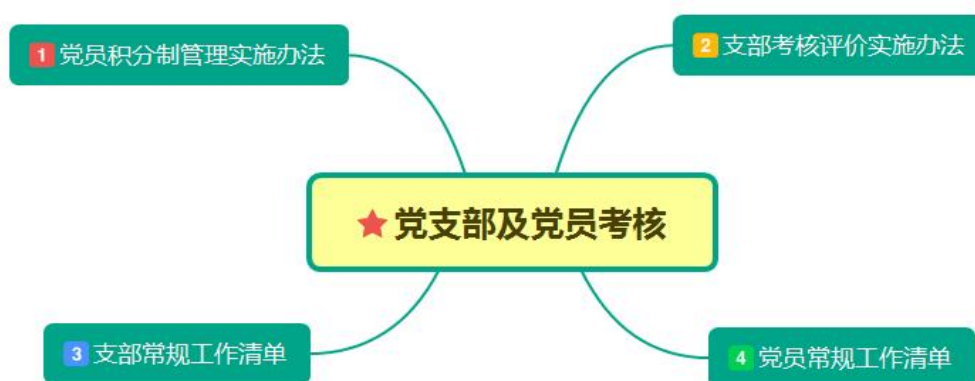 1 党员积分制管理实施办法
2 支部考核评价实施办法
党支部及党员考核
3 支部常规工作清单
4 党员常规工作清单